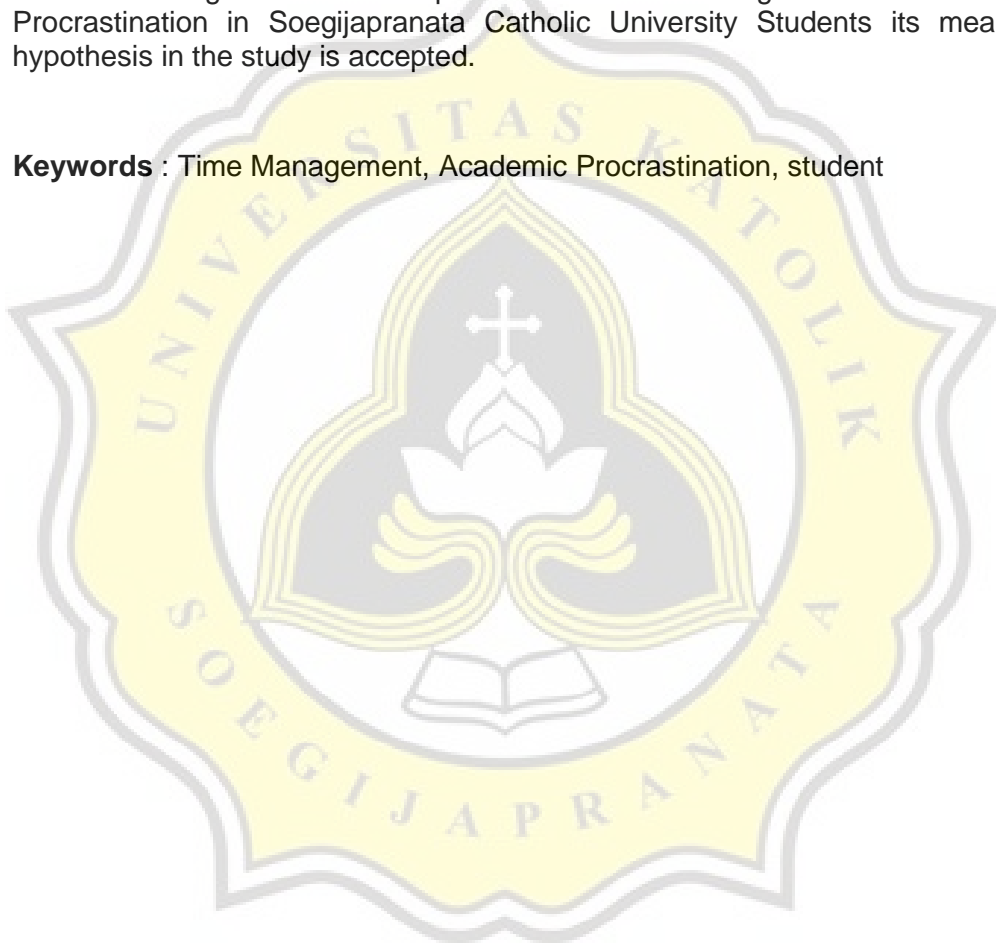 Procrastination in Soegijapranata Catholic University Students its mea
hypothesis in the study is accepted.
Keywords : Time Management, Academic Procrastination, student
UNIVERSITAS KATOLIK
SOEGIJAPRANATA